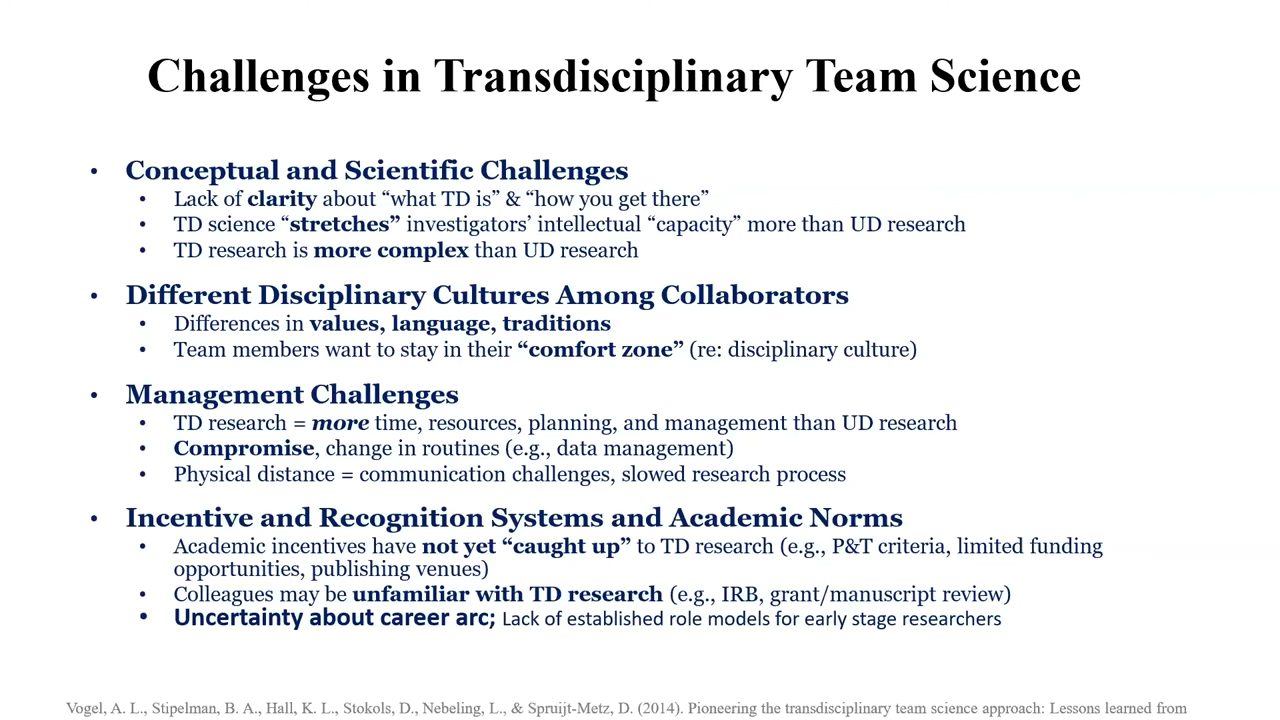 Challenges in Transdisciplinary Team Science
• Conceptual and Scientific Challenges
• Lack of clarity about “what TD is” & “how you get there”
• TD science “stretches” investigators’ intellectual “capacity” more than UD research
• TD research is more complex than UD research
• Different Disciplinary Cultures Among Collaborators
• Differences in values, language, traditions
• Team members want to stay in their “comfort zone” (re: disciplinary culture)
• Management Challenges
• TD research = more time, resources, planning, and management than UD research
• Compromise, change in routines (e.g., data management)
• Physical distance = communication challenges, slowed research process
• Incentive and Recognition Systems and Academic Norms
• Academic incentives have not yet “caught up” to TD research (e.g., P&T criteria, limited funding
opportunities, publishing venues)
• Colleagues may be unfamiliar with TD research (e.g., IRB, grant/manuscript review)
• Uncertainty about career arc; Lack of established role models for early stage researchers
Vogel, A. L., Stipelman, B. A., Hall, K. L., Stokols, D., Nebeling, L., & Spruijt-Metz, D. (2014). Pioneering the transdisciplinary team science approach: Lessons learned from